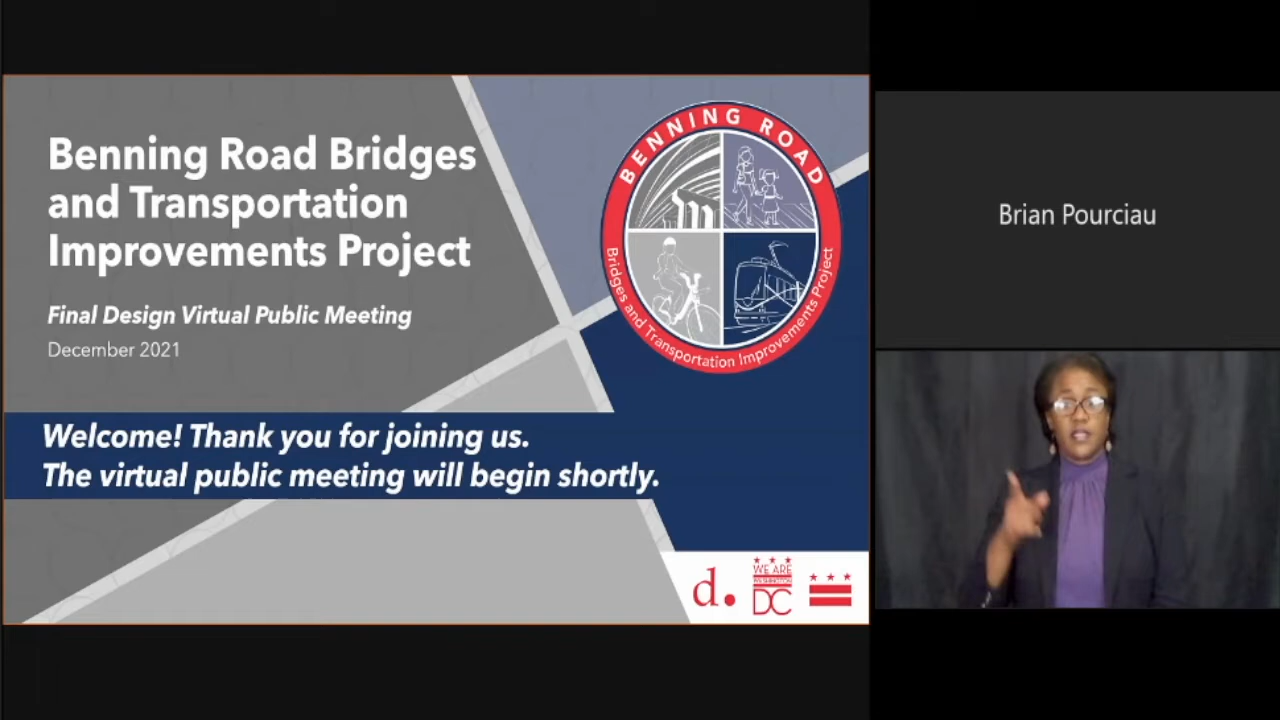 Benning Road Bridges
and Transportation
Improvements Project
Final Design Virtual Public Meeting
December 2021
Welcome! Thank you for joining us.
The virtual public meeting will begin shortly.
BENNING ROAD
Bridges and Transportation Improvements Project
d.
WE ARE
WASHINGTON
DC
Brian Pourciau